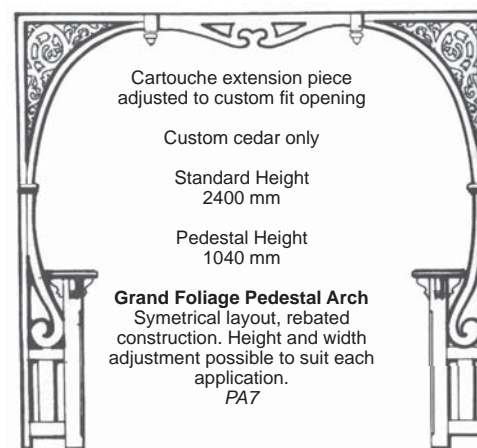 Cartouche extension piece
adjusted to custom fit opening
Custom cedar only
Standard Height
2400 mm
Pedestal Height
1040 mm
Grand Foliage Pedestal Arch
Symetrical layout, rebated
construction. Height and width
adjustment possible to suit each
application.
PA7